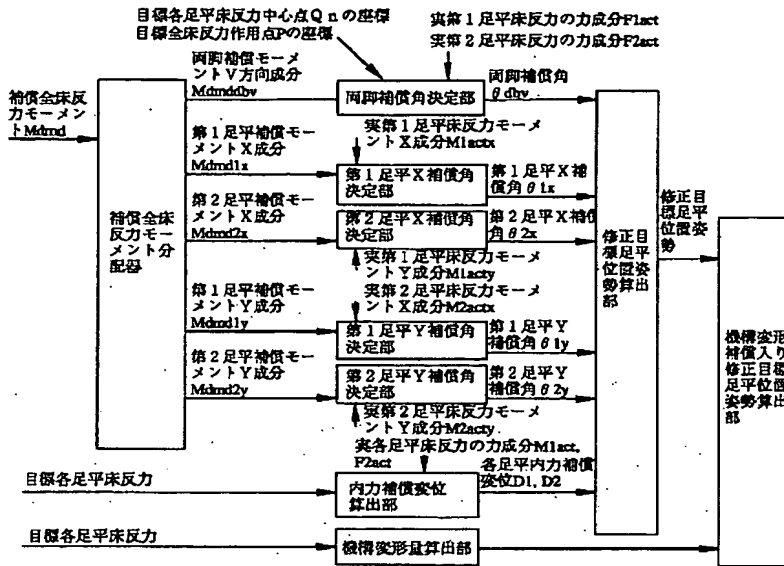 目標各足平床反力中心点Qnの座標
目標全床反力作用点Pの座標
実第1足平床反力の力成分F1act
実第2足平床反力の力成分F2act
補償全床反
力モーメン
トMdmd
補償全床
反力モー
メント分
配器
両脚補償モー
メントV方向成分
Mdmddbv
両脚補償角決定部
両脚補償角
θdbv
実第1足平床反力モーメ
ントX成分M1actx
第1足平補償モー
メントX成分
Mdmd1x
第1足平X補償角
決定部
第1足平X補
償角θ1x
第2足平補償モー
メントX成分
Mdmd2x
第2足平X補償角
決定部
第2足平X補償
角θ2x
実第1足平床反力モーメ
ントY成分M1acty
実第2足平床反力モーメ
ントX成分M2actx
第1足平補償モー
メントY成分
Mdmd1y
第1足平Y補償角
決定部
第1足平Y
補償角θ1y
第2足平補償モー
メントY成分
Mdmd2y
第2足平Y補償角
決定部
第2足平Y
補償角θ2y
実第2足平床反力モーメ
ントY成分M2acty
実各足平床反力の力成分M1act,
F2act
目標各足平床反力
内力補償変位
算出部
各足平内力補償
変位D1, D2
目標各足平床反力
機構変形量算出部
修正目
標足平
位置姿
勢算出
部
修正目
標足平
位置姿
勢
機構変形
補償入り
修正目標
足平位置
姿勢算出
部